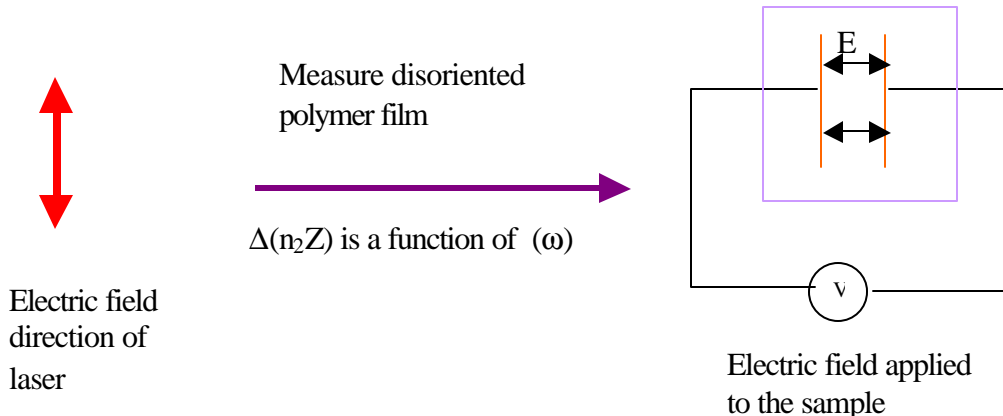 Electric field
direction of
laser
Measure disoriented
polymer film
Δ(n₂Z) is a function of (ω)
E
V
Electric field applied
to the sample